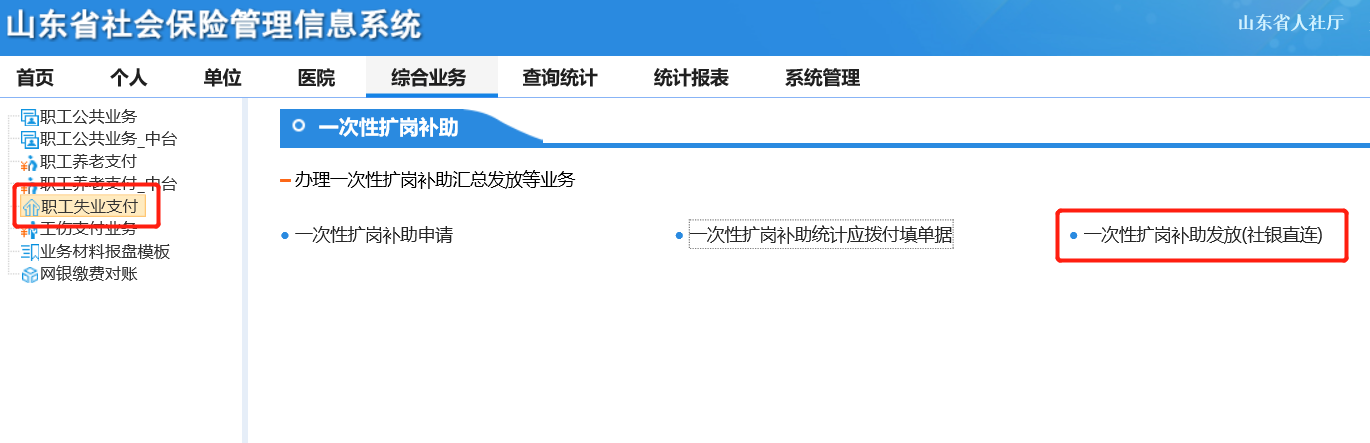 山东省社会保险管理信息系统
山东省人社厅
首页 个人 单位 医院 综合业务 查询统计 统计报表 系统管理
职工公共业务
职工公共业务_中台
职工养老支付
职工养老支付_中台
职工失业支付
工伤支付业务
业务材料报盘模板
网银缴费对账
一次性扩岗补助
办理一次性扩岗补助汇总发放等业务
一次性扩岗补助申请 一次性扩岗补助统计应拨付填单据 一次性扩岗补助发放(社银直连)